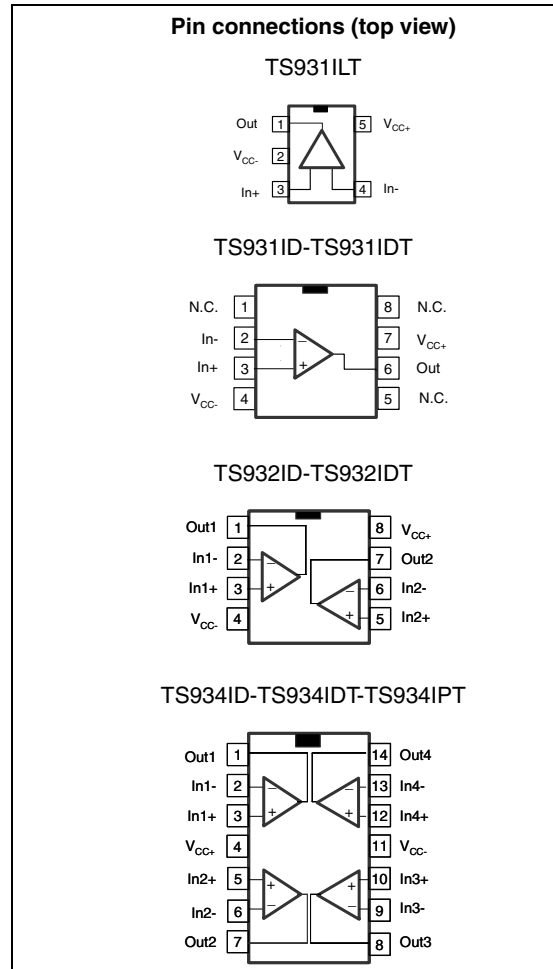 Pin connections (top view)
TS931ILT
Out 1 5 VCC+
VCC- 2
In+ 3 4 In-
TS931ID-TS931IDT
N.C. 1 8 N.C.
In- 2 − 7 VCC+
In+ 3 + 6 Out
VCC- 4 5 N.C.
TS932ID-TS932IDT
Out1 1 8 VCC+
In1- 2 − 7 Out2
In1+ 3 + − 6 In2-
VCC- 4 + 5 In2+
TS934ID-TS934IDT-TS934IPT
Out1 1 14 Out4
In1- 2 − − 13 In4-
In1+ 3 + + 12 In4+
VCC+ 4 11 VCC-
In2+ 5 + + 10 In3+
In2- 6 − − 9 In3-
Out2 7 8 Out3